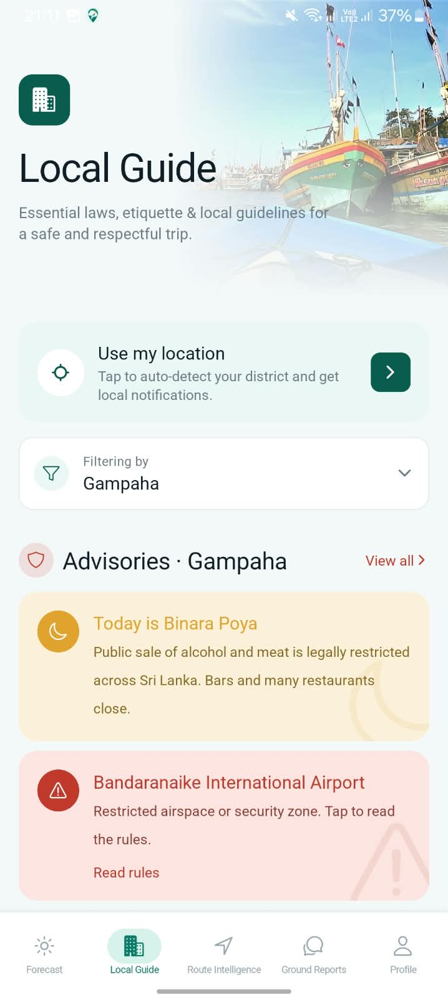 21:11
Vo))
LTE2
37%
Local Guide
Essential laws, etiquette & local guidelines for
a safe and respectful trip.
Use my location
Tap to auto-detect your district and get
local notifications.
Filtering by
Gampaha
Advisories · Gampaha
View all
Today is Binara Poya
Public sale of alcohol and meat is legally restricted
across Sri Lanka. Bars and many restaurants
close.
Bandaranaike International Airport
Restricted airspace or security zone. Tap to read
the rules.
Read rules
Forecast
Local Guide
Route Intelligence
Ground Reports
Profile